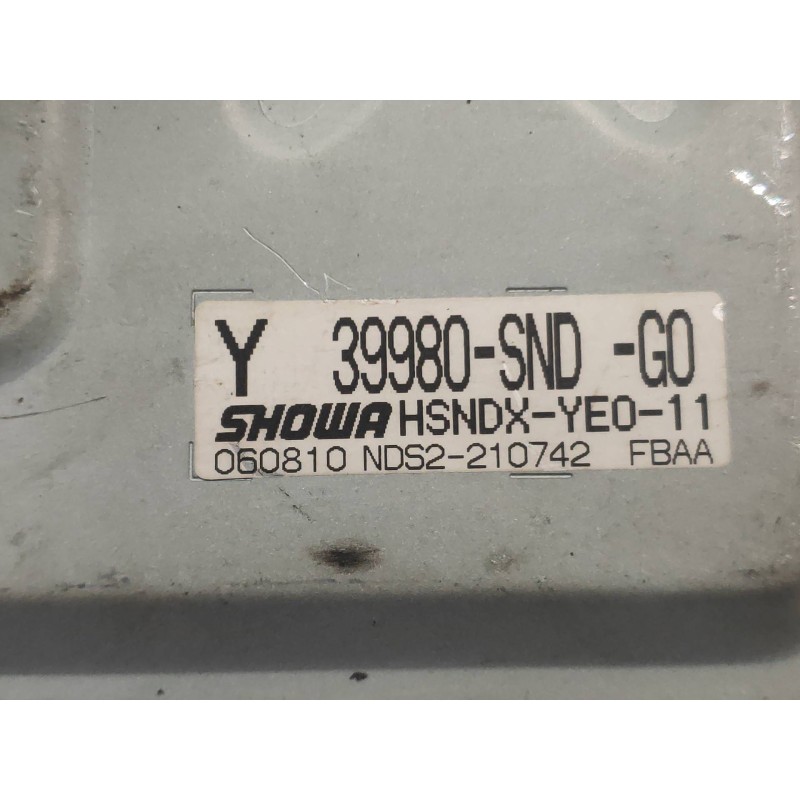 Y 39980-SND -G0
SHOWA HSNDX-YE0-11
060810 NDS2-210742 FBAA